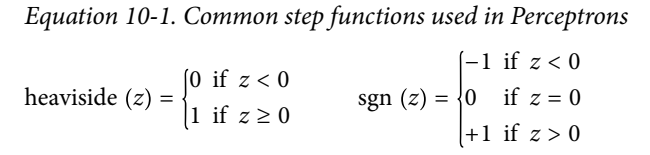 Equation 10-1. Common step functions used in Perceptrons
heaviside (z) = {0 if z < 0
1 if z ≥ 0
sgn (z) = {−1 if z < 0
0 if z = 0
+1 if z > 0